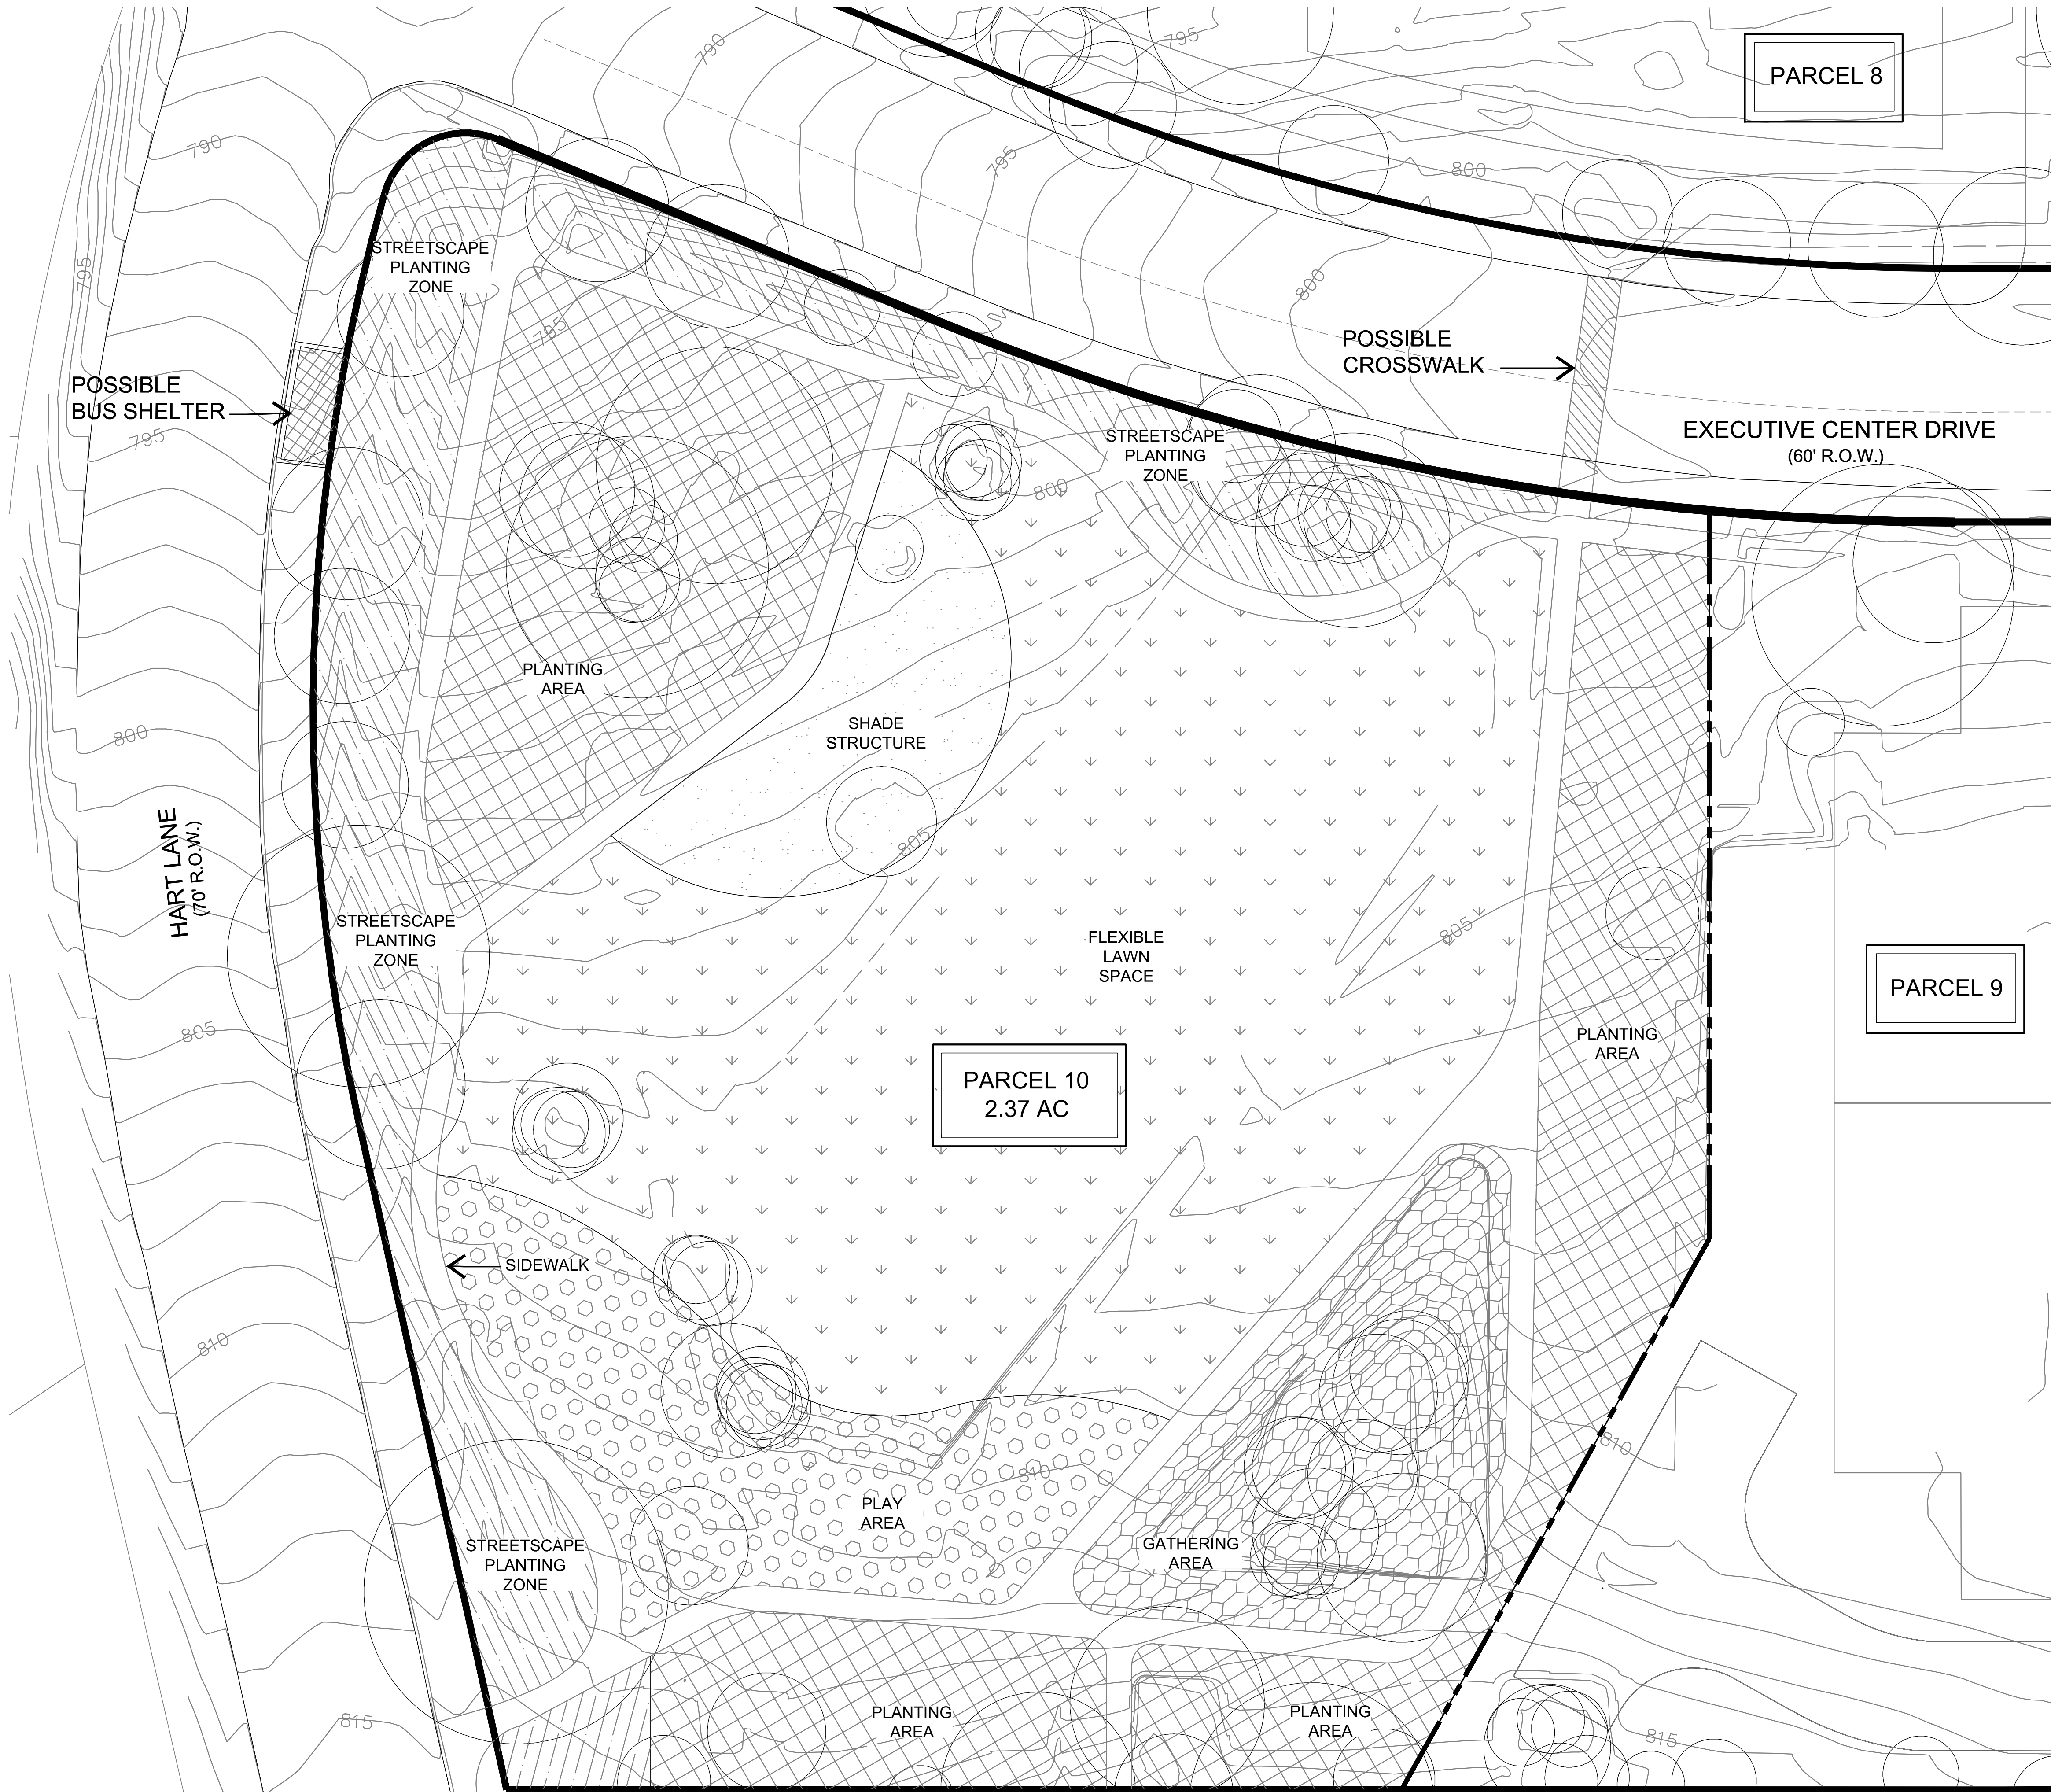 790
795
PARCEL 8
790
795
800
STREETSCAPE
PLANTING
ZONE
795
800
795
POSSIBLE
CROSSWALK
POSSIBLE
BUS SHELTER
795
EXECUTIVE CENTER DRIVE
(60' R.O.W.)
STREETSCAPE
PLANTING
ZONE
800
PLANTING
AREA
SHADE
STRUCTURE
800
HART LANE
(70' R.O.W.)
805
STREETSCAPE
PLANTING
ZONE
FLEXIBLE
LAWN
SPACE
805
PARCEL 9
805
PLANTING
AREA
PARCEL 10
2.37 AC
SIDEWALK
810
810
810
PLAY
AREA
GATHERING
AREA
STREETSCAPE
PLANTING
ZONE
815
PLANTING
AREA
PLANTING
AREA
815